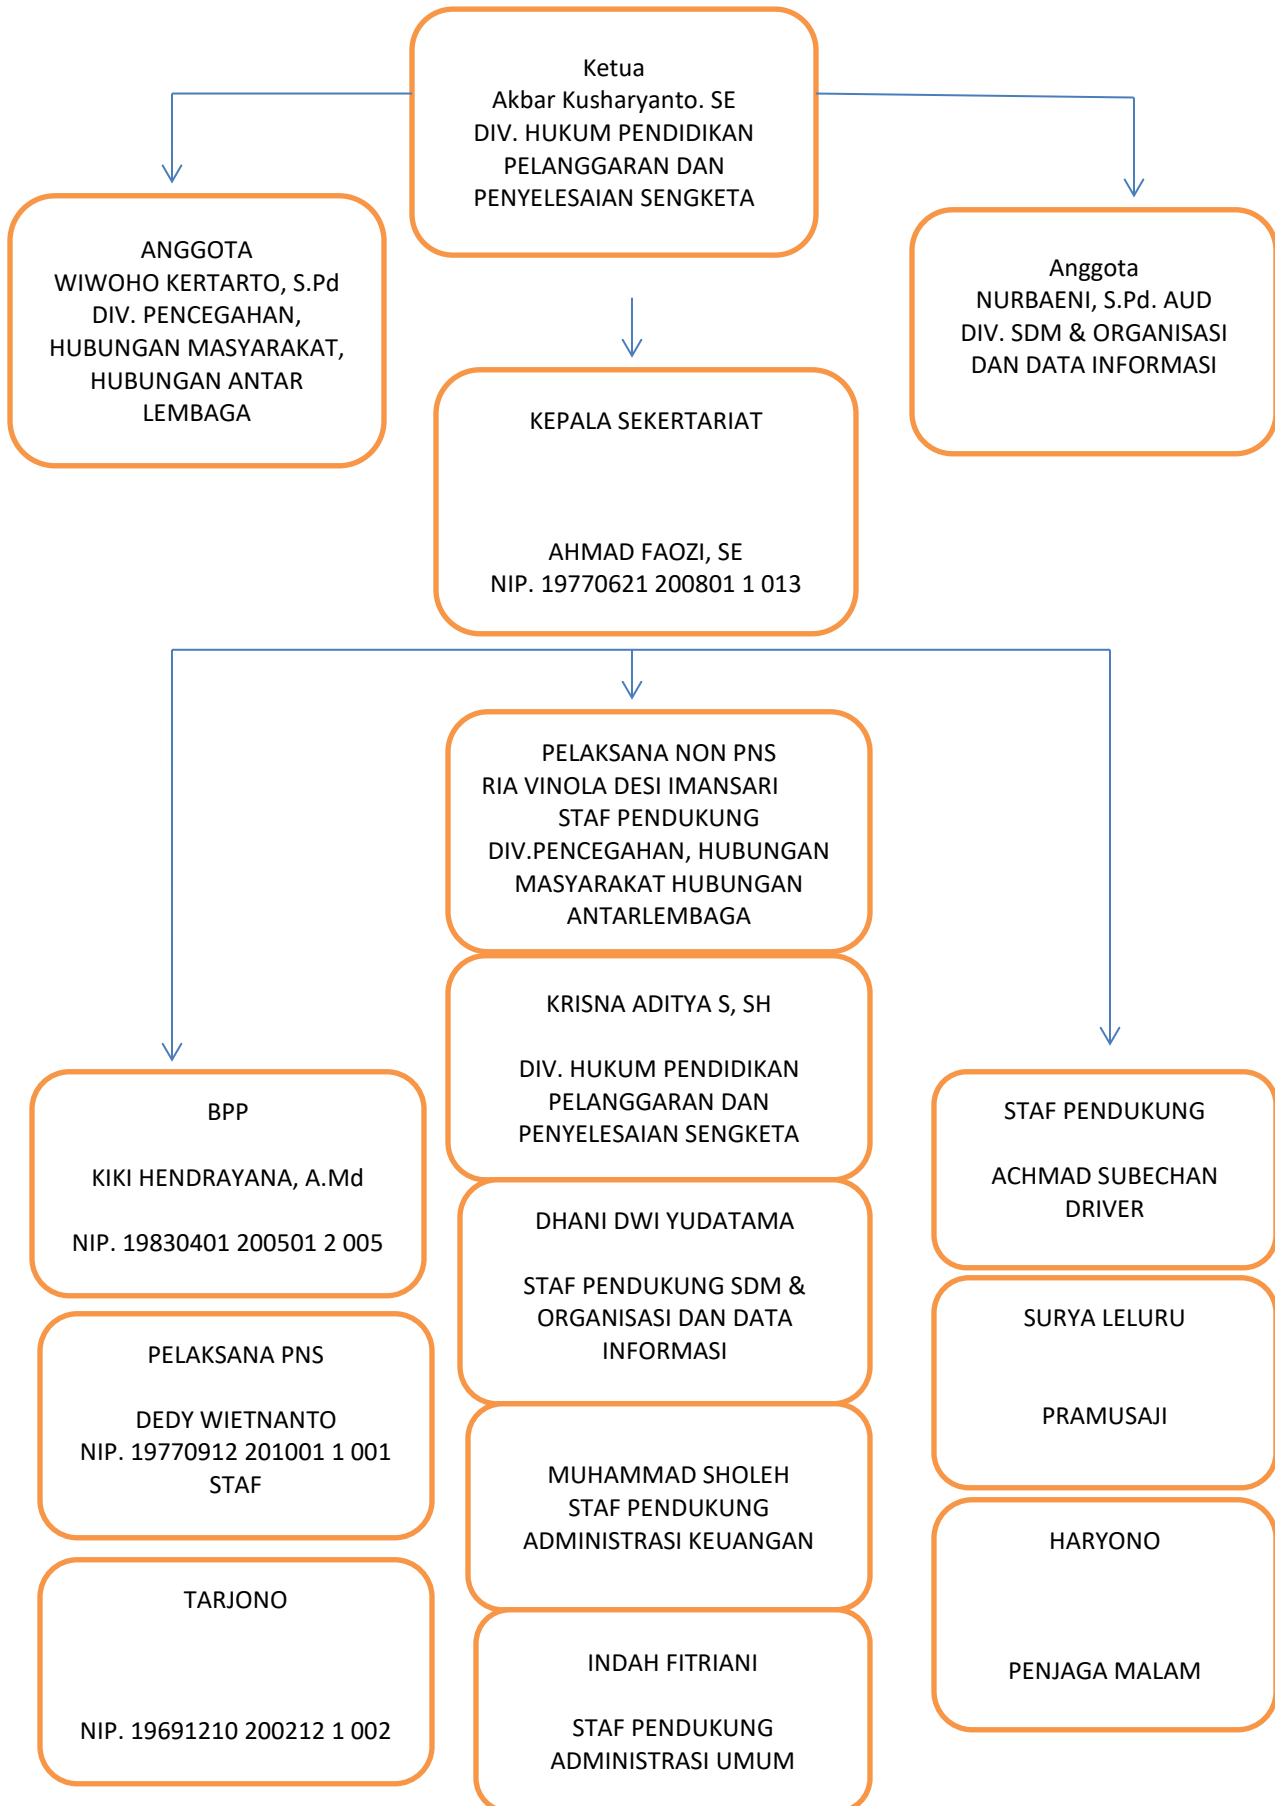 Ketua
Akbar Kusharyanto. SE
DIV. HUKUM PENDIDIKAN
PELANGGARAN DAN
PENYELESAIAN SENGKETA
ANGGOTA
WIWOHO KERTARTO, S.Pd
DIV. PENCEGAHAN,
HUBUNGAN MASYARAKAT,
HUBUNGAN ANTAR
LEMBAGA
Anggota
NURBAENI, S.Pd. AUD
DIV. SDM & ORGANISASI
DAN DATA INFORMASI
KEPALA SEKERTARIAT
AHMAD FAOZI, SE
NIP. 19770621 200801 1 013
PELAKSANA NON PNS
RIA VINOLA DESI IMANSARI
STAF PENDUKUNG
DIV.PENCEGAHAN, HUBUNGAN
MASYARAKAT HUBUNGAN
ANTARLEMBAGA
KRISNA ADITYA S, SH
DIV. HUKUM PENDIDIKAN
PELANGGARAN DAN
PENYELESAIAN SENGKETA
DHANI DWI YUDATAMA
STAF PENDUKUNG SDM &
ORGANISASI DAN DATA
INFORMASI
MUHAMMAD SHOLEH
STAF PENDUKUNG
ADMINISTRASI KEUANGAN
INDAH FITRIANI
STAF PENDUKUNG
ADMINISTRASI UMUM
BPP
KIKI HENDRAYANA, A.Md
NIP. 19830401 200501 2 005
PELAKSANA PNS
DEDY WIETNANTO
NIP. 19770912 201001 1 001
STAF
TARJONO
NIP. 19691210 200212 1 002
STAF PENDUKUNG
ACHMAD SUBECHAN
DRIVER
SURYA LELURU
PRAMUSAJI
HARYONO
PENJAGA MALAM